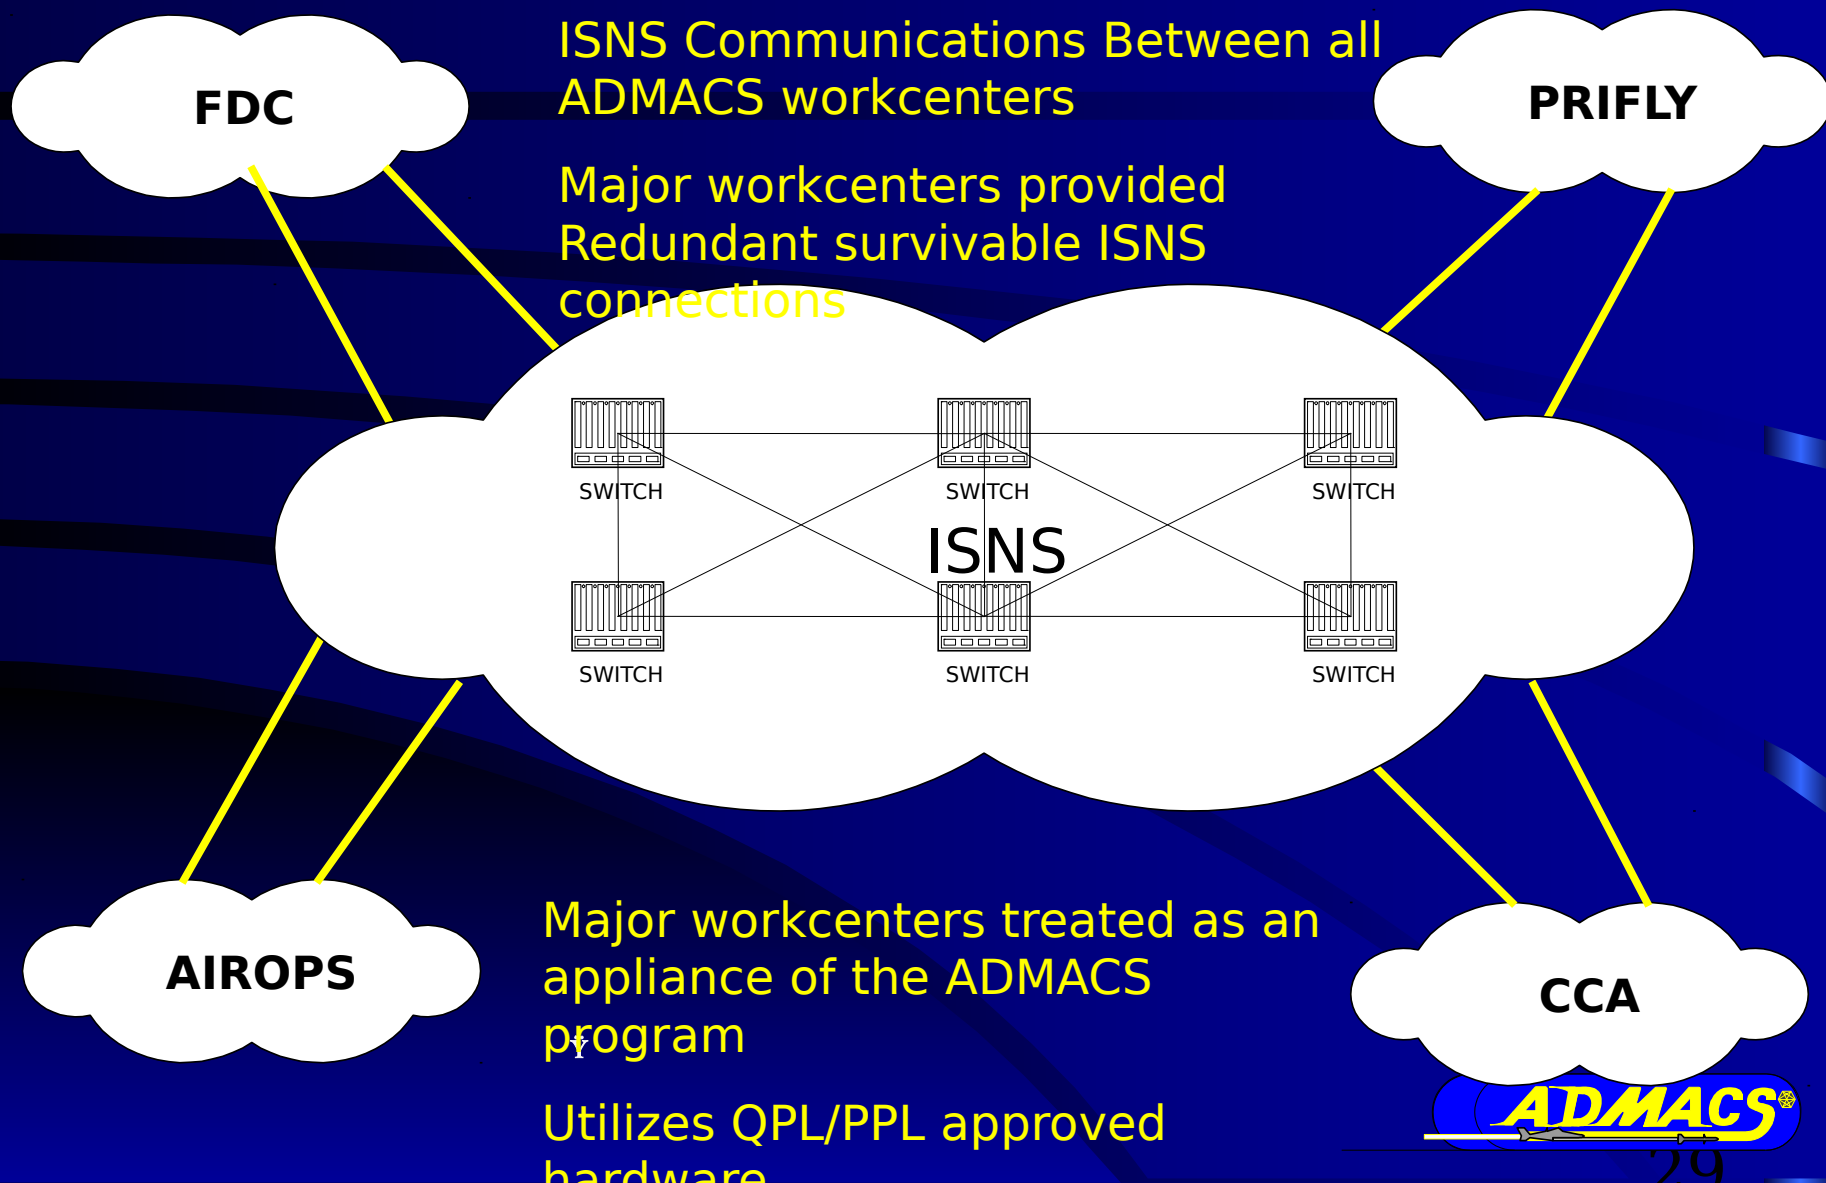 FDC
ISNS Communications Between all
ADMACS workcenters
PRIFLY
Major workcenters provided
Redundant survivable ISNS
connections
SWITCH SWITCH SWITCH
ISNS
SWITCH SWITCH SWITCH
AIROPS
Major workcenters treated as an
appliance of the ADMACS
program
Ÿ
CCA
Utilizes QPL/PPL approved
hardware
ADMACS
29